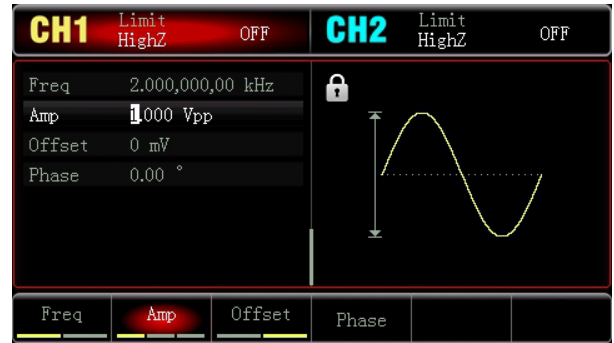 CH1 Limit HighZ OFF CH2 Limit HighZ OFF
Freq 2.000,000,00 kHz
Amp 1.000 Vpp
Offset 0 mV
Phase 0.00 °
Freq Amp Offset Phase